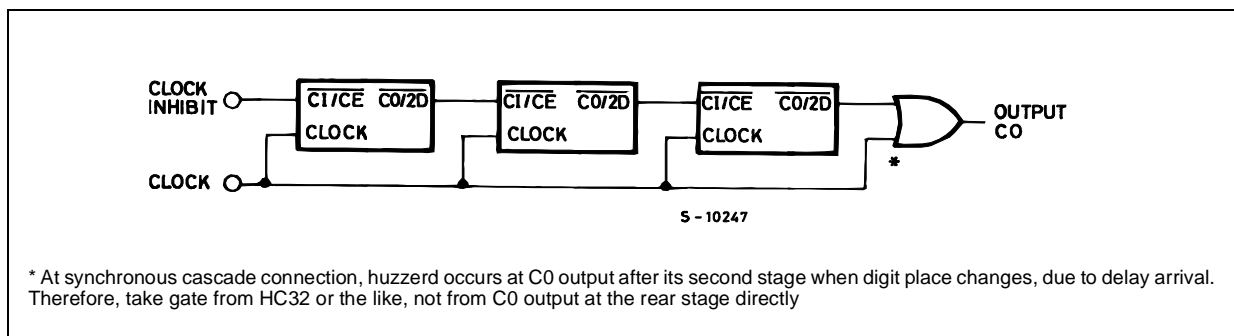 CLOCK
INHIBIT
CI/CE CO/2D
CLOCK
CI/CE CO/2D
CLOCK
CI/CE CO/2D
CLOCK
OUTPUT
CO
*
CLOCK
S-10247
* At synchronous cascade connection, huzzerd occurs at C0 output after its second stage when digit place changes, due to delay arrival.
Therefore, take gate from HC32 or the like, not from C0 output at the rear stage directly